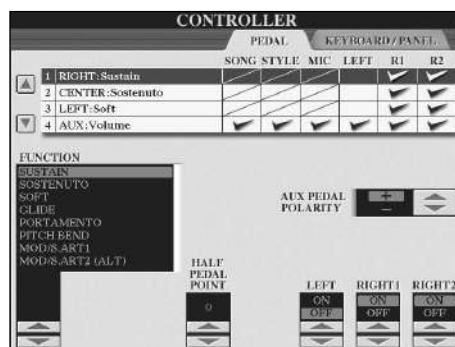 CONTROLLER
PEDAL KEYBOARD/PANEL
SONG STYLE MIC LEFT R1 R2
1 RIGHT:Sustain
2 CENTER:Sostenuto
3 LEFT:Soft
4 AUX:Volume
FUNCTION
SUSTAIN
SOSTENUTO
SOFT
GLIDE
PORTAMENTO
PITCH BEND
MOD/S.ART1
MOD/S.ART2 (ALT)
AUX PEDAL
POLARITY
+
−
HALF
PEDAL
POINT
0
LEFT RIGHT1 RIGHT2
ON ON ON
OFF OFF OFF